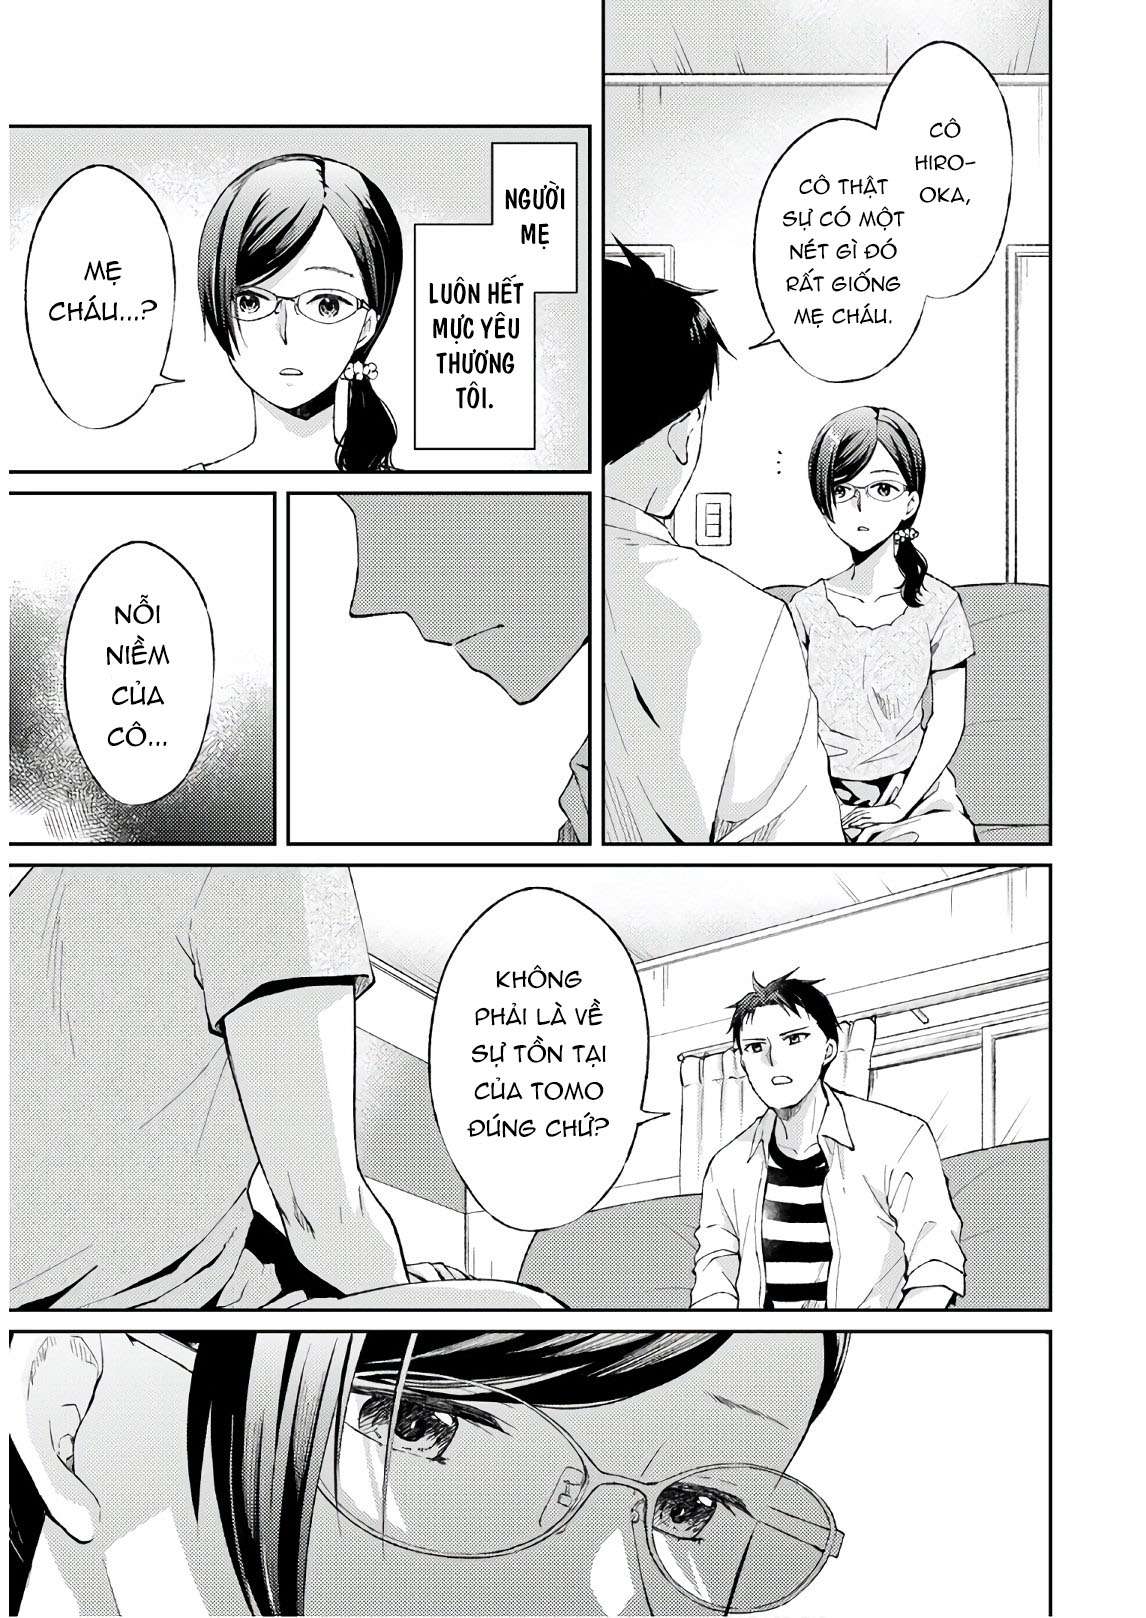 CÔ
HIRO-
OKA,
CÔ THẬT
SỰ CÓ MỘT
NÉT GÌ ĐÓ
RẤT GIỐNG
MẸ CHÁU.
...
NGƯỜI
MẸ
LUÔN HẾT
MỰC YÊU
THƯƠNG
TÔI.
MẸ
CHÁU...?
NỖI
NIỀM
CỦA
CÔ...
KHÔNG
PHẢI LÀ VỀ
SỰ TỒN TẠI
CỦA TOMO
ĐÚNG CHỨ?